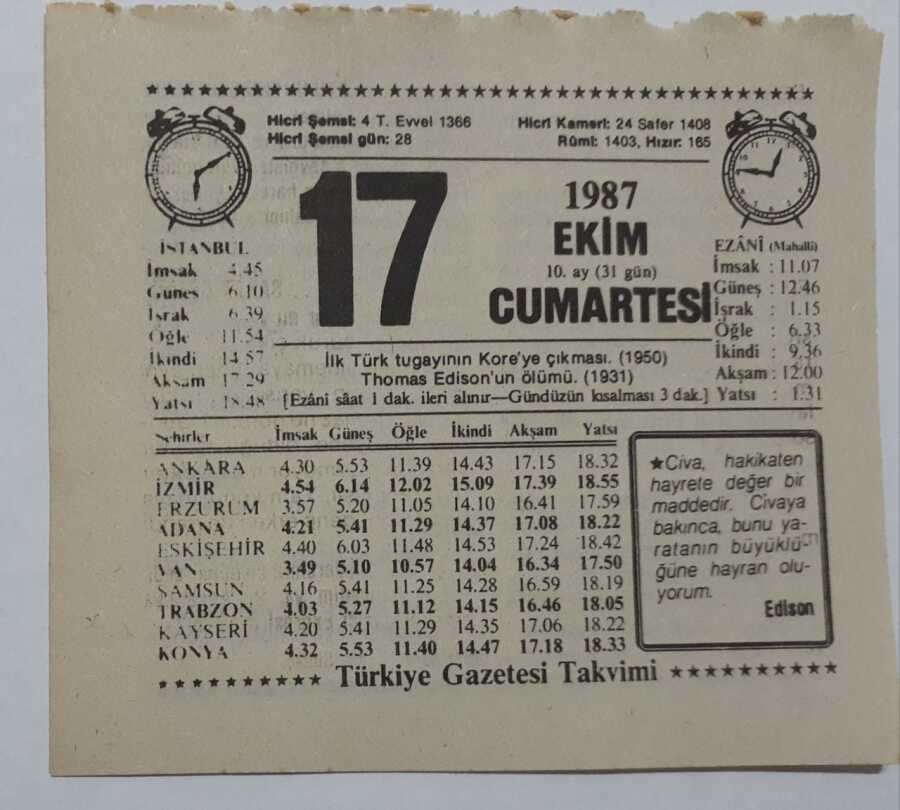 Hicri Şemsi: 4 T. Evvel 1366
Hicri Şemsi gün: 28
Hicri Kameri: 24 Safer 1408
Rûmi: 1403, Hızır: 165
17
1987
EKİM
10. ay (31 gün)
CUMARTESİ
İSTANBUL
İmsak 4.45
Güneş 6.10
İşrak 6.39
Öğle 11.54
İkindi 14.57
Akşam 17.29
Yatsı : 18.48
EZÂNÎ (Mahalli)
İmsak : 11.07
Güneş : 12.46
İşrak : 1.15
Öğle : 6.33
İkindi : 9.36
Akşam : 12.00
Yatsı : 1.31
İlk Türk tugayının Kore'ye çıkması. (1950)
Thomas Edison'un ölümü. (1931)
[Ezânî sâat 1 dak. ileri alınır—Gündüzün kısalması 3 dak.]
Şehirler İmsak Güneş Öğle İkindi Akşam Yatsı
ANKARA 4.30 5.53 11.39 14.43 17.15 18.32
İZMİR 4.54 6.14 12.02 15.09 17.39 18.55
ERZURUM 3.57 5.20 11.05 14.10 16.41 17.59
ADANA 4.21 5.41 11.29 14.37 17.08 18.22
ESKİŞEHİR 4.40 6.03 11.48 14.53 17.24 18.42
VAN 3.49 5.10 10.57 14.04 16.34 17.50
SAMSUN 4.16 5.41 11.25 14.28 16.59 18.19
TRABZON 4.03 5.27 11.12 14.15 16.46 18.05
KAYSERİ 4.20 5.41 11.29 14.35 17.06 18.22
KONYA 4.32 5.53 11.40 14.47 17.18 18.33
★Civa, hakikaten
hayrete değer bir
maddedir. Civaya
bakınca, bunu ya-
ratanın büyüklü-
ğüne hayran olu-
yorum.
Edison
Türkiye Gazetesi Takvimi